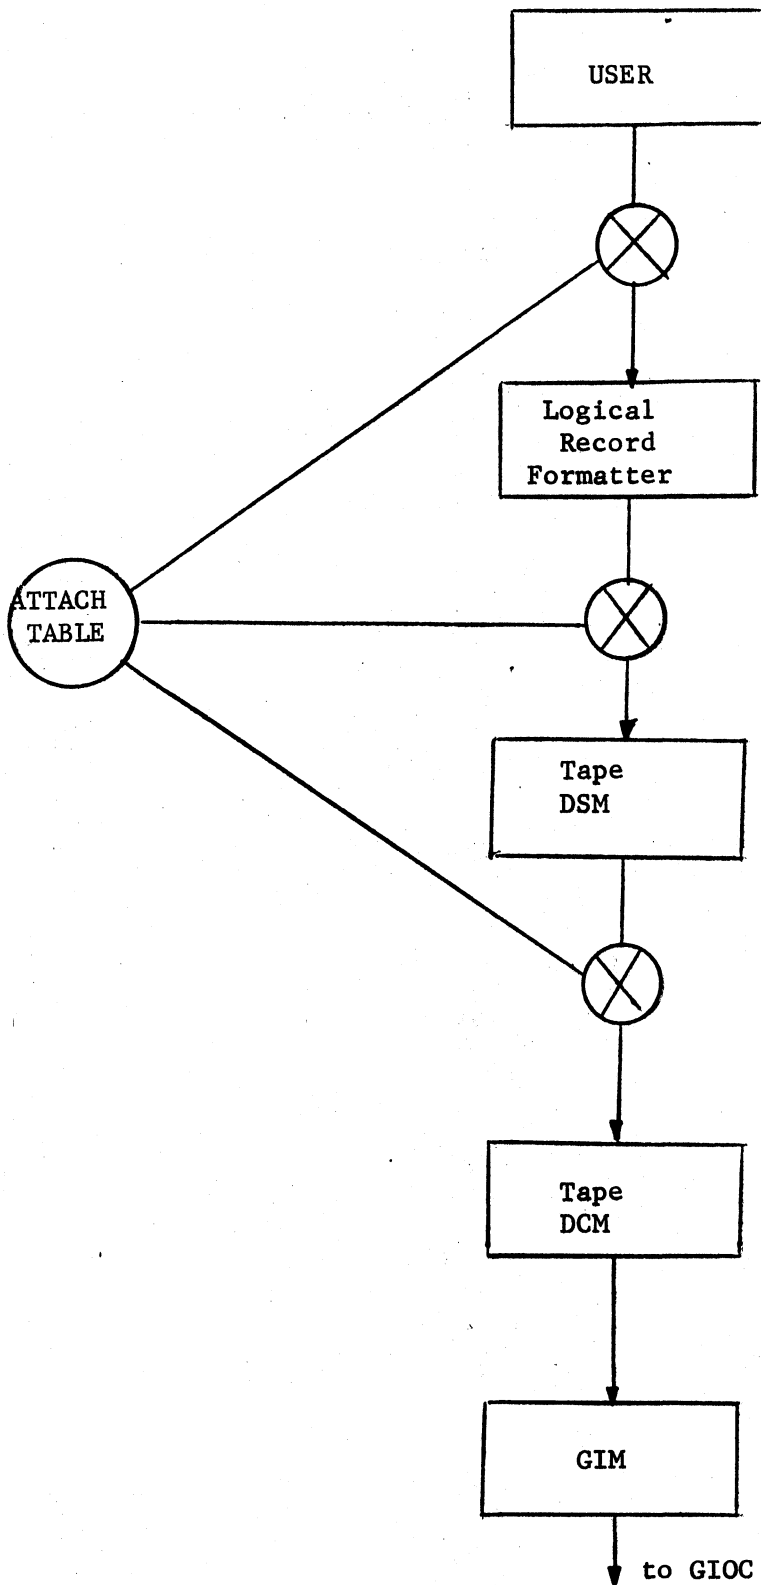 USER
Logical
Record
Formatter
ATTACH
TABLE
Tape
DSM
Tape
DCM
GIM
to GIOC